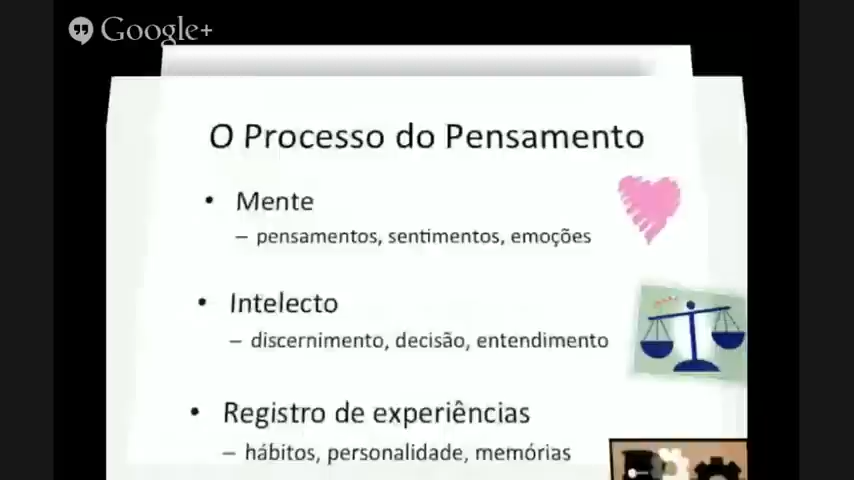 Google+
O Processo do Pensamento
• Mente
– pensamentos, sentimentos, emoções
• Intelecto
– discernimento, decisão, entendimento
• Registro de experiências
– hábitos, personalidade, memórias